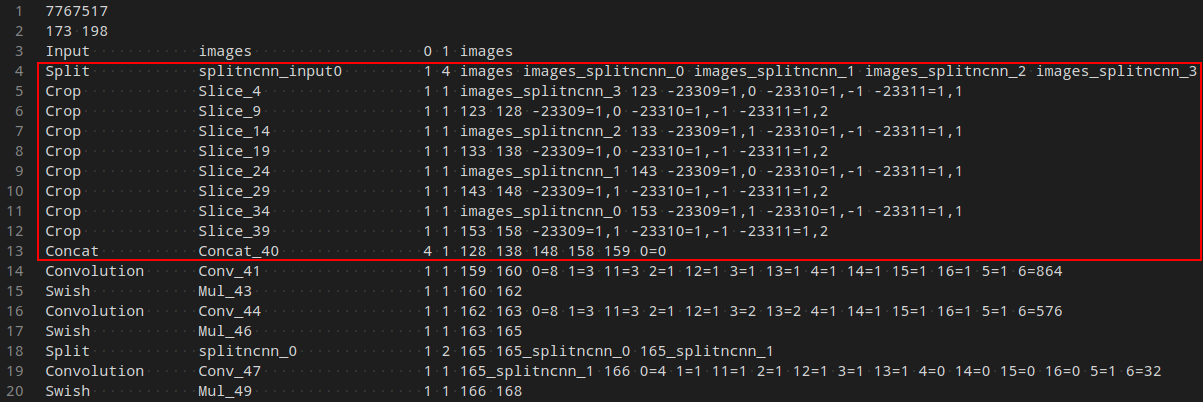 1 7767517
2 173 198
3 Input images 0 1 images
4 Split splitncnn_input0 1 4 images images_splitncnn_0 images_splitncnn_1 images_splitncnn_2 images_splitncnn_3
5 Crop Slice_4 1 1 images_splitncnn_3 123 -23309=1,0 -23310=1,-1 -23311=1,1
6 Crop Slice_9 1 1 123 128 -23309=1,0 -23310=1,-1 -23311=1,2
7 Crop Slice_14 1 1 images_splitncnn_2 133 -23309=1,1 -23310=1,-1 -23311=1,1
8 Crop Slice_19 1 1 133 138 -23309=1,0 -23310=1,-1 -23311=1,2
9 Crop Slice_24 1 1 images_splitncnn_1 143 -23309=1,0 -23310=1,-1 -23311=1,1
10 Crop Slice_29 1 1 143 148 -23309=1,1 -23310=1,-1 -23311=1,2
11 Crop Slice_34 1 1 images_splitncnn_0 153 -23309=1,1 -23310=1,-1 -23311=1,1
12 Crop Slice_39 1 1 153 158 -23309=1,1 -23310=1,-1 -23311=1,2
13 Concat Concat_40 4 1 128 138 148 158 159 0=0
14 Convolution Conv_41 1 1 159 160 0=8 1=3 11=3 2=1 12=1 3=1 13=1 4=1 14=1 15=1 16=1 5=1 6=864
15 Swish Mul_43 1 1 160 162
16 Convolution Conv_44 1 1 162 163 0=8 1=3 11=3 2=1 12=1 3=2 13=2 4=1 14=1 15=1 16=1 5=1 6=576
17 Swish Mul_46 1 1 163 165
18 Split splitncnn_0 1 2 165 165_splitncnn_0 165_splitncnn_1
19 Convolution Conv_47 1 1 165_splitncnn_1 166 0=4 1=1 11=1 2=1 12=1 3=1 13=1 4=0 14=0 15=0 16=0 5=1 6=32
20 Swish Mul_49 1 1 166 168